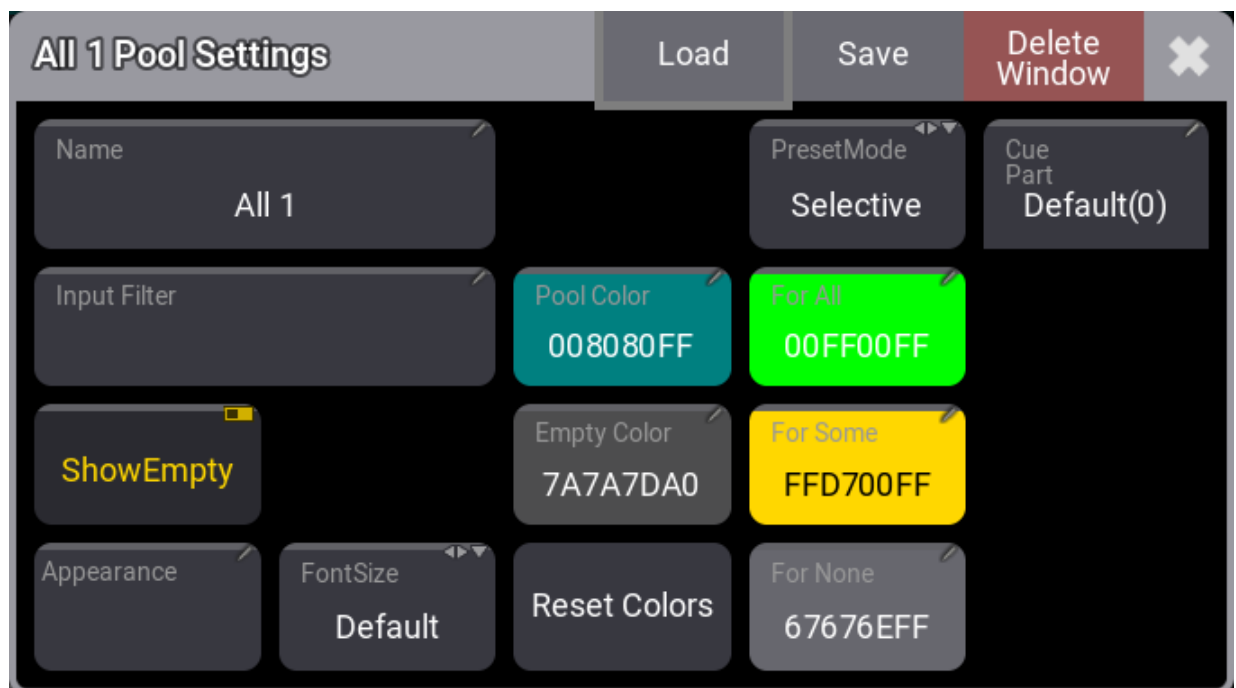 All 1 Pool Settings
Load
Save
Delete
Window
Name
All 1
PresetMode
Selective
Cue
Part
Default(0)
Input Filter
Pool Color
008080FF
For All
00FF00FF
ShowEmpty
Empty Color
7A7A7DA0
For Some
FFD700FF
Appearance
FontSize
Default
Reset Colors
For None
67676EFF